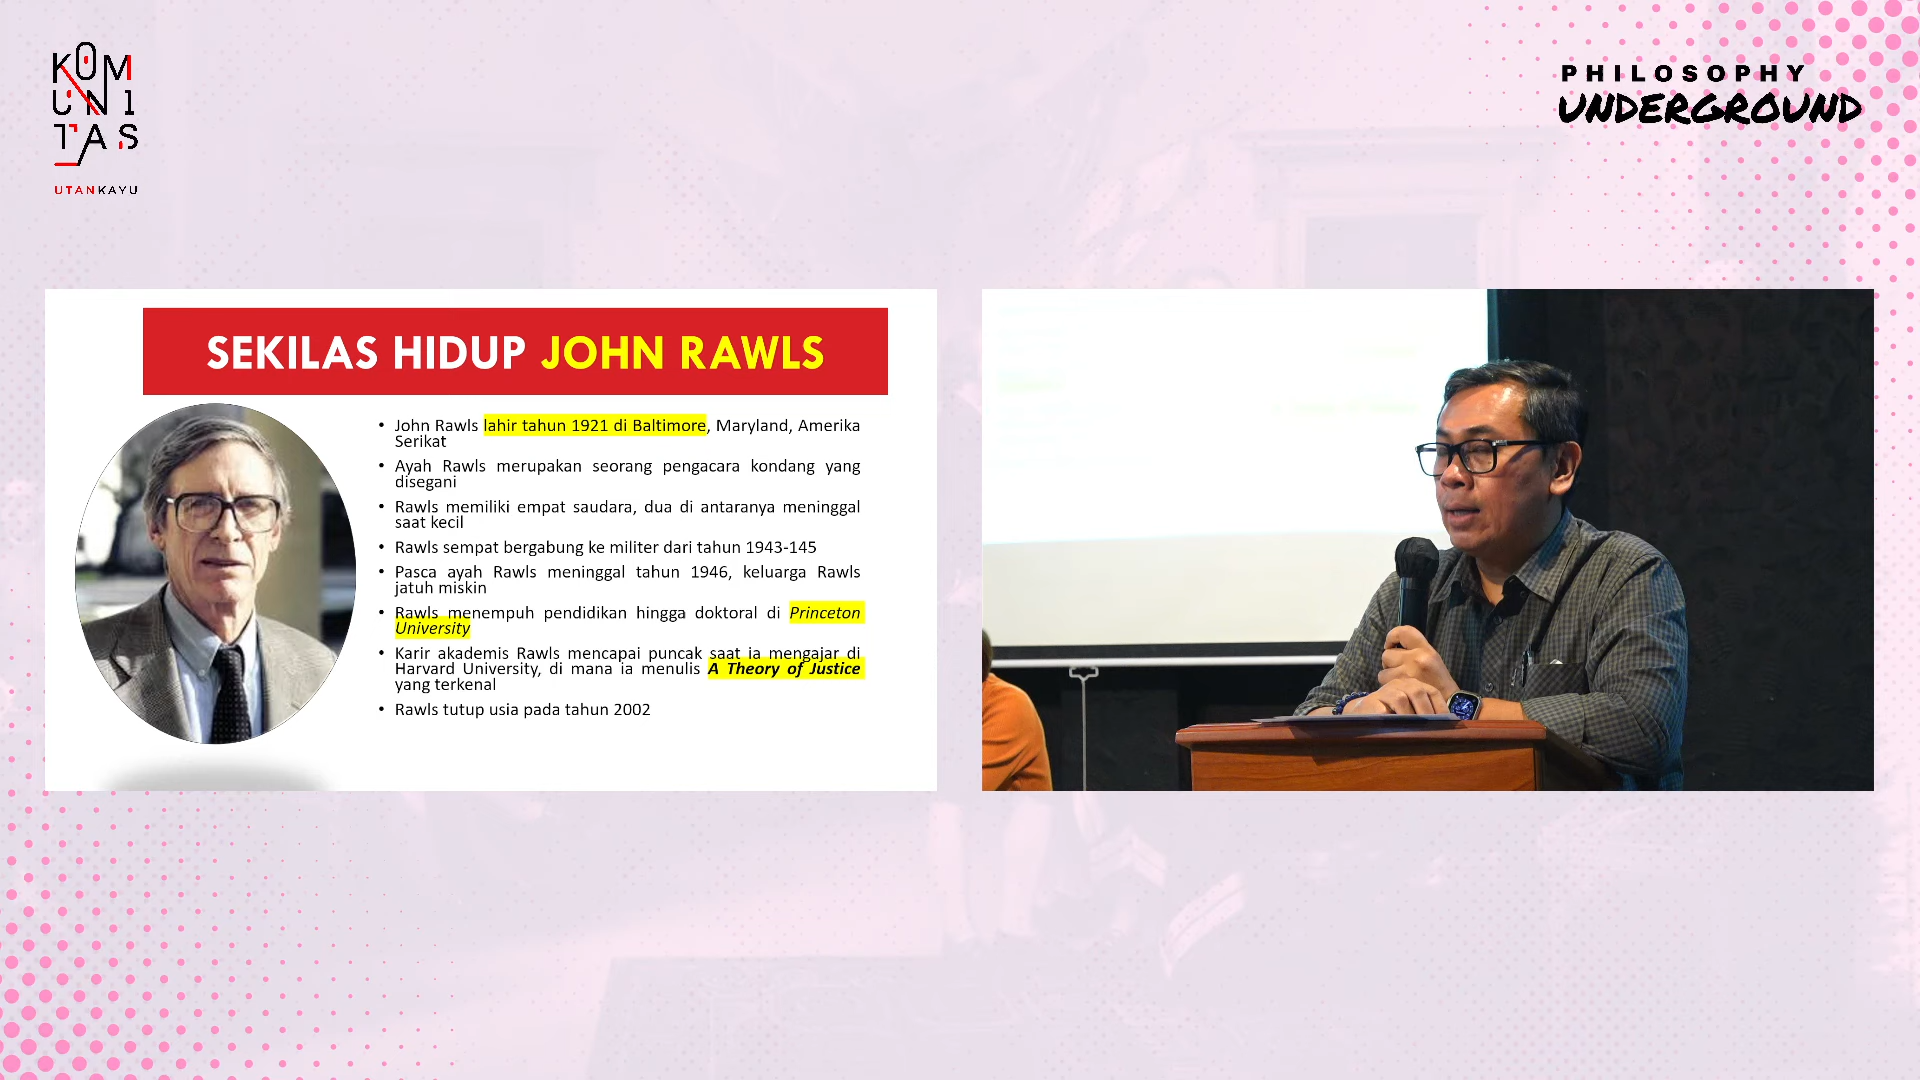 KOM
UNI
TAS
UTANKAYU
PHILOSOPHY
UNDERGROUND
SEKILAS HIDUP JOHN RAWLS
• John Rawls lahir tahun 1921 di Baltimore, Maryland, Amerika
Serikat
• Ayah Rawls merupakan seorang pengacara kondang yang
disegani
• Rawls memiliki empat saudara, dua di antaranya meninggal
saat kecil
• Rawls sempat bergabung ke militer dari tahun 1943-145
• Pasca ayah Rawls meninggal tahun 1946, keluarga Rawls
jatuh miskin
• Rawls menempuh pendidikan hingga doktoral di Princeton
University
• Karir akademis Rawls mencapai puncak saat ia mengajar di
Harvard University, di mana ia menulis A Theory of Justice
yang terkenal
• Rawls tutup usia pada tahun 2002